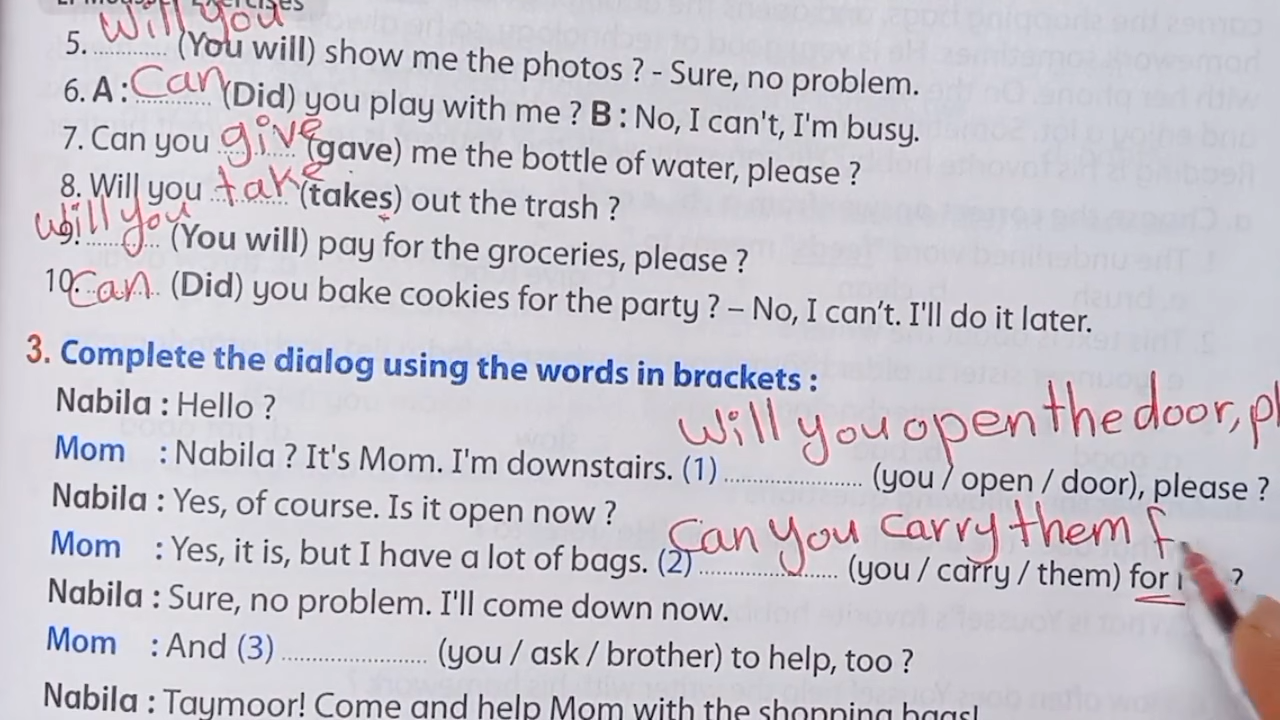 Exercises
will you
5. ............ (You will) show me the photos ? - Sure, no problem.
6. A : Can (Did) you play with me ? B : No, I can't, I'm busy.
7. Can you give (gave) me the bottle of water, please ?
8. Will you take (takes) out the trash ?
will you
9. ............ (You will) pay for the groceries, please ?
10. Can (Did) you bake cookies for the party ? – No, I can't. I'll do it later.
3. Complete the dialog using the words in brackets :
Nabila : Hello ?
will you open the door, pl
Mom : Nabila ? It's Mom. I'm downstairs. (1) .................. (you / open / door), please ?
Nabila : Yes, of course. Is it open now ?
can you carry them f
Mom : Yes, it is, but I have a lot of bags. (2) .................. (you / carry / them) for ?
Nabila : Sure, no problem. I'll come down now.
Mom : And (3) .................. (you / ask / brother) to help, too ?
Nabila : Taymoor! Come and help Mom with the shopping bags!